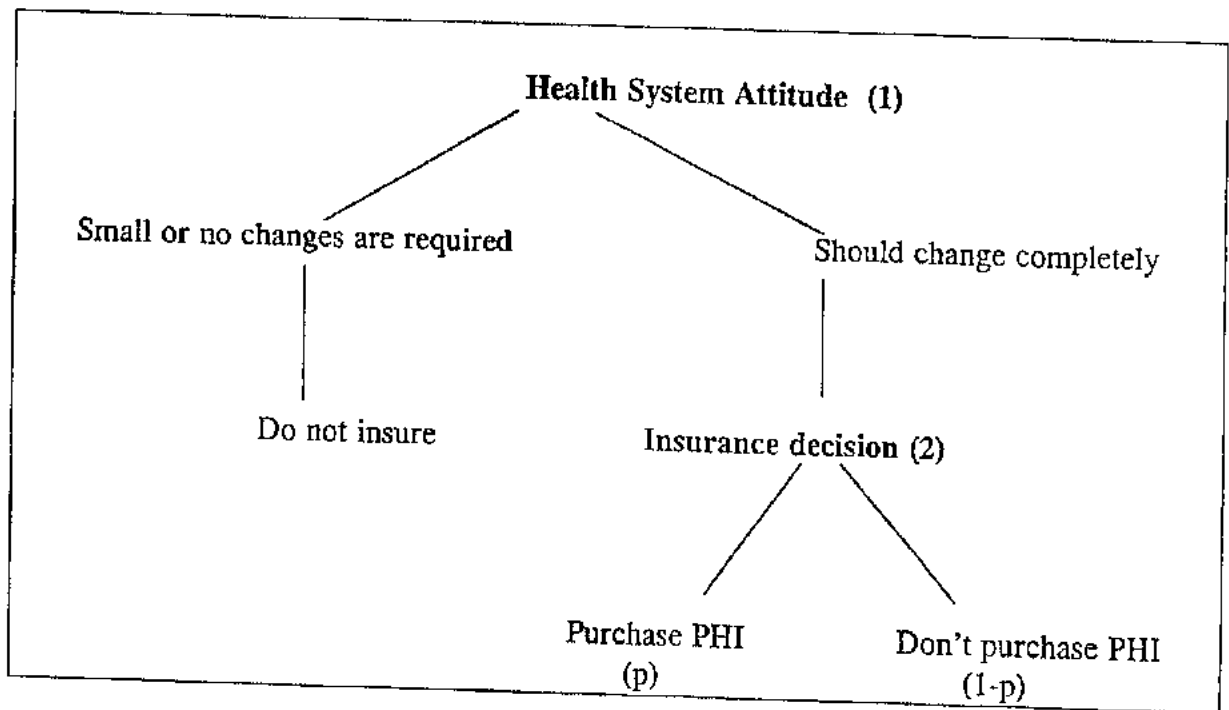 Health System Attitude (1)
Small or no changes are required
Should change completely
Do not insure
Insurance decision (2)
Purchase PHI
(p)
Don't purchase PHI
(1-p)